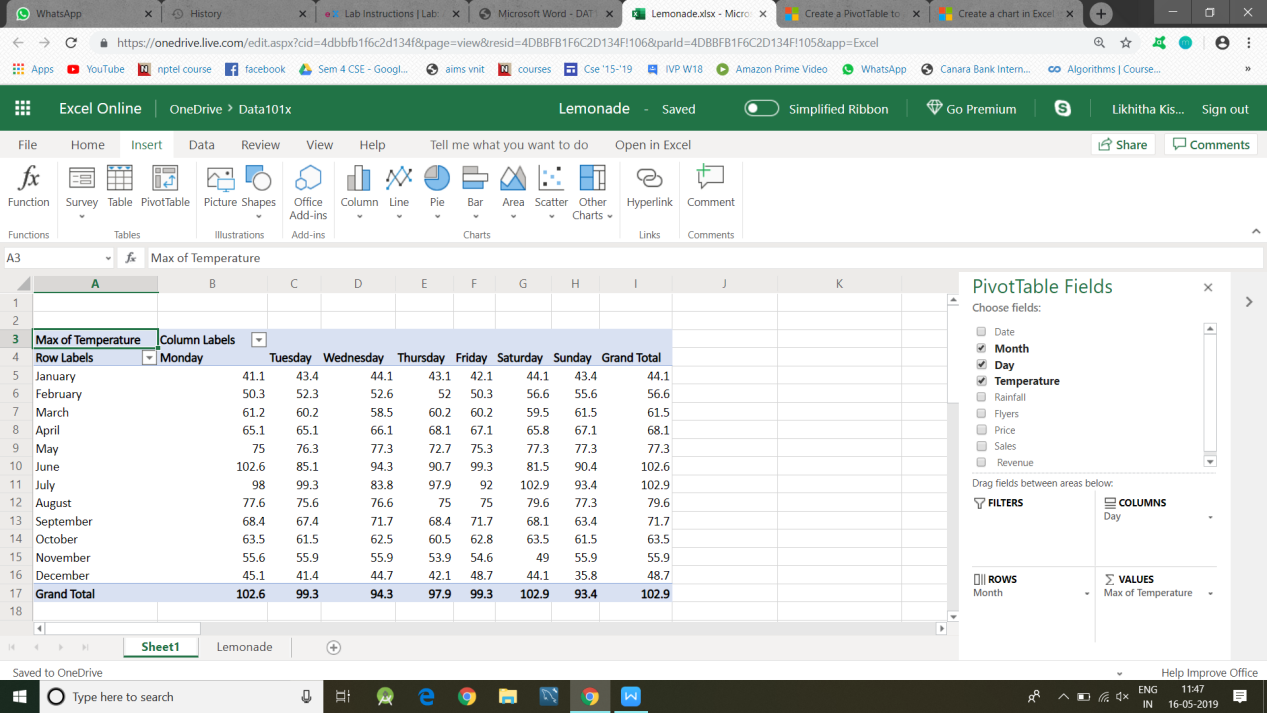 WhatsApp
History
Lab Instructions | Lab:
Microsoft Word - DAT
Lemonade.xlsx - Micro
Create a PivotTable to
Create a chart in Excel
https://onedrive.live.com/edit.aspx?cid=4dbbfb1f6c2d134f&page=view&resid=4DBBFB1F6C2D134F!106&parId=4DBBFB1F6C2D134F!105&app=Excel
Apps YouTube nptel course facebook Sem 4 CSE - Googl... aims vnit courses Cse '15-'19 IVP W18 Amazon Prime Video WhatsApp Canara Bank Intern... Algorithms | Course... »
Excel Online OneDrive > Data101x Lemonade - Saved Simplified Ribbon Go Premium Likhitha Kis... Sign out
File Home Insert Data Review View Help Tell me what you want to do Open in Excel Share Comments
Function Survey Table PivotTable Picture Shapes Office Add-ins Column Line Pie Bar Area Scatter Other Charts Hyperlink Comment
Functions Tables Illustrations Add-ins Charts Links Comments
A3 fx Max of Temperature
A B C D E F G H I J K
1
2
3 Max of Temperature Column Labels
4 Row Labels Monday Tuesday Wednesday Thursday Friday Saturday Sunday Grand Total
5 January 41.1 43.4 44.1 43.1 42.1 44.1 43.4 44.1
6 February 50.3 52.3 52.6 52 50.3 56.6 55.6 56.6
7 March 61.2 60.2 58.5 60.2 60.2 59.5 61.5 61.5
8 April 65.1 65.1 66.1 68.1 67.1 65.8 67.1 68.1
9 May 75 76.3 77.3 72.7 75.3 77.3 77.3 77.3
10 June 102.6 85.1 94.3 90.7 99.3 81.5 90.4 102.6
11 July 98 99.3 83.8 97.9 92 102.9 93.4 102.9
12 August 77.6 75.6 76.6 75 75 79.6 77.3 79.6
13 September 68.4 67.4 71.7 68.4 71.7 68.1 63.4 71.7
14 October 63.5 61.5 62.5 60.5 62.8 63.5 61.5 63.5
15 November 55.6 55.9 55.9 53.9 54.6 49 55.9 55.9
16 December 45.1 41.4 44.7 42.1 48.7 44.1 35.8 48.7
17 Grand Total 102.6 99.3 94.3 97.9 99.3 102.9 93.4 102.9
18
PivotTable Fields
Choose fields:
Date
Month
Day
Temperature
Rainfall
Flyers
Price
Sales
Revenue
Drag fields between areas below:
FILTERS
COLUMNS
Day
ROWS
Month
VALUES
Max of Temperature
Sheet1 Lemonade
Saved to OneDrive Help Improve Office
Type here to search
ENG
IN
11:47
16-05-2019